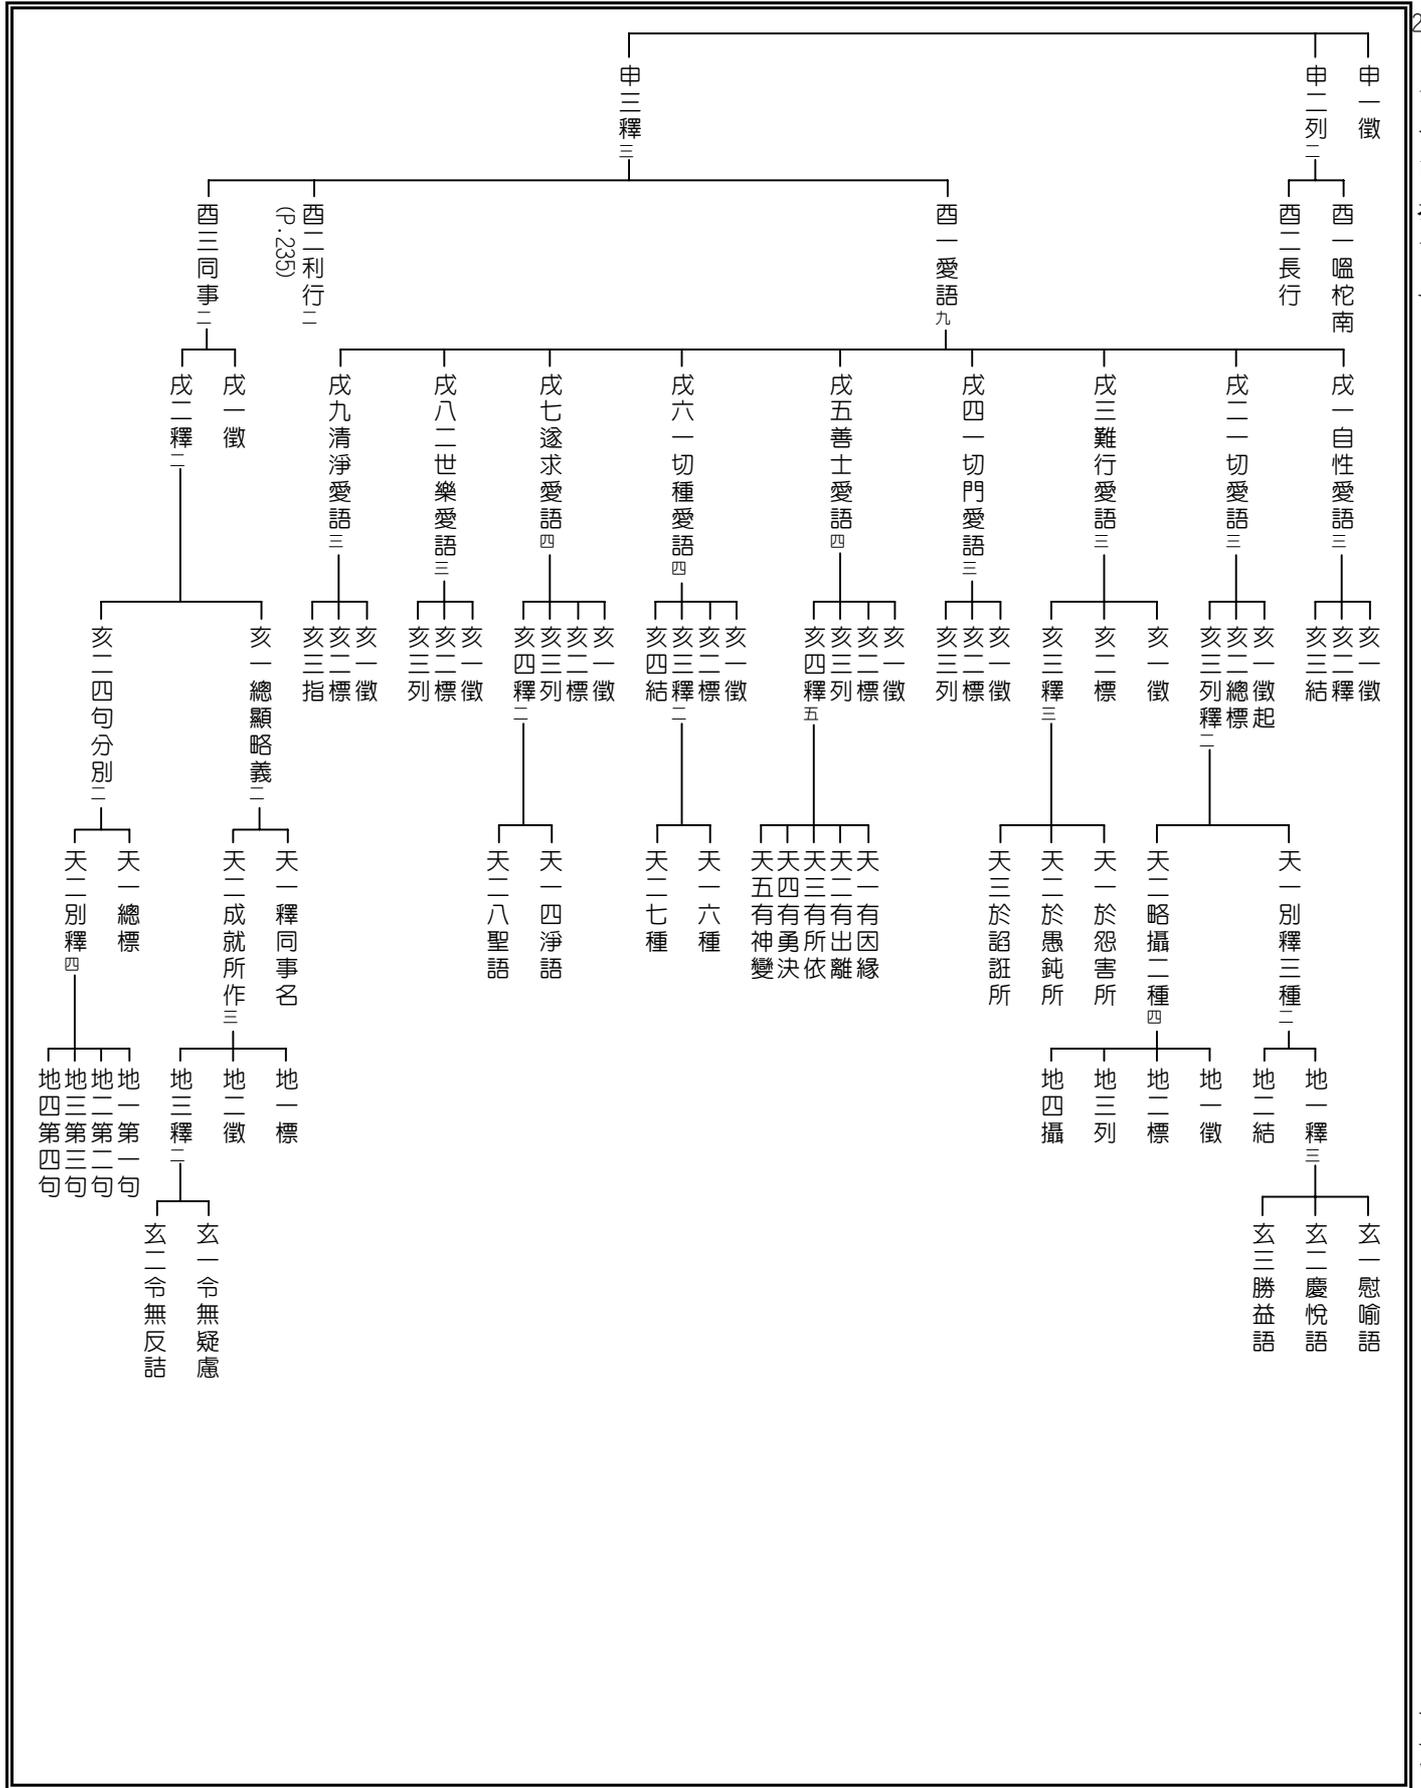 申一徵
申二列二
申三釋三
酉一嗢柁南
酉二長行
酉一愛語九
酉二利行二
(P.235)
酉三同事二
戌一自性愛語三
戌二一切愛語三
戌三難行愛語三
戌四一切門愛語三
戌五善士愛語四
戌六一切種愛語四
戌七遂求愛語四
戌八二世樂愛語三
戌九清淨愛語三
戌一徵
戌二釋二
亥一徵
亥二釋
亥三結
亥一徵起
亥二總標
亥三列釋二
亥一徵
亥二標
亥三釋三
亥一徵
亥二標
亥三列
亥一徵
亥二標
亥三列
亥四釋五
亥一徵
亥二標
亥三釋二
亥四結
亥一徵
亥二標
亥三列
亥四釋二
亥一徵
亥二標
亥三列
亥一徵
亥二標
亥三指
亥一總顯略義二
亥二四句分別二
天一別釋三種二
天二略攝二種四
天一於怨害所
天二於愚鈍所
天三於諂誑所
天一有因緣
天二有出離
天三有所依
天四有勇決
天五有神變
天一六種
天二七種
天一四淨語
天二八聖語
天一釋同事名
天二成就所作三
天一總標
天二別釋四
地一釋三
地二結
地一徵
地二標
地三列
地四攝
地一標
地二徵
地三釋二
地一第一句
地二第二句
地三第三句
地四第四句
玄一慰喻語
玄二慶悅語
玄三勝益語
玄一令無疑慮
玄二令無反詰